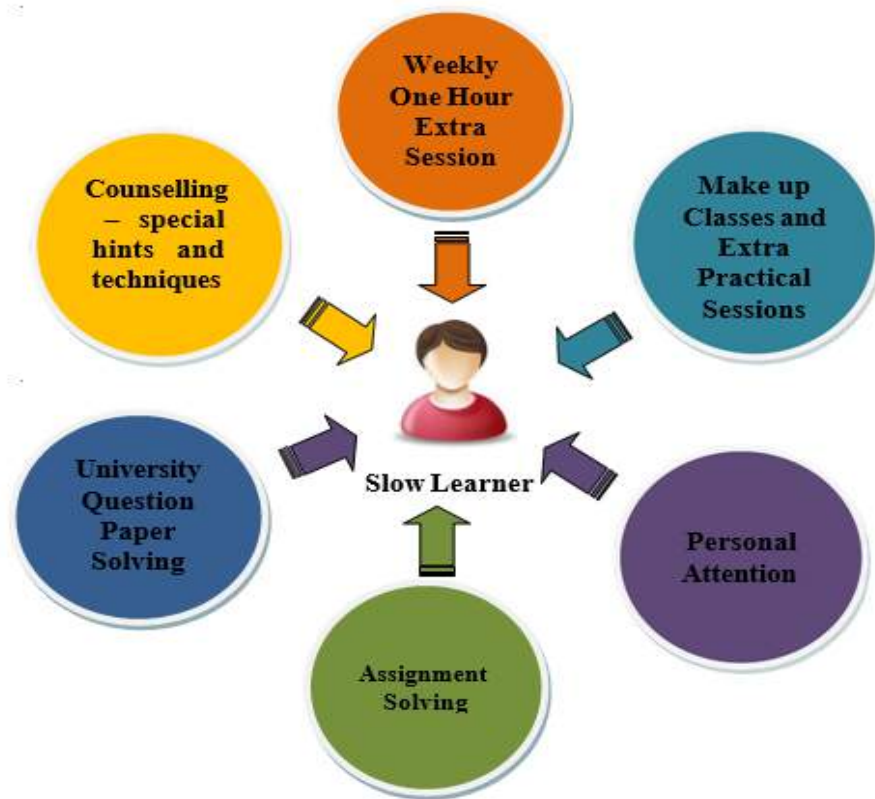 Weekly
One Hour
Extra
Session
Counselling
– special
hints and
techniques
Make up
Classes and
Extra
Practical
Sessions
University
Question
Paper
Solving
Slow Learner
Personal
Attention
Assignment
Solving